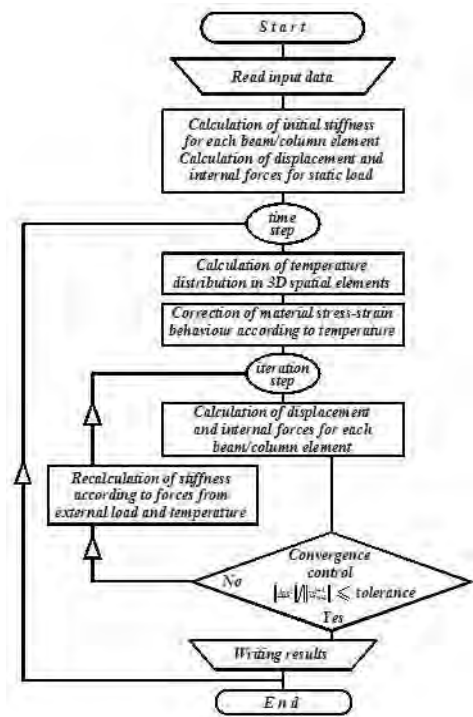 Start
Read input data
Calculation of initial stiffness
for each beam/column element
Calculation of displacement and
internal forces for static load
time
step
Calculation of temperature
distribution in 3D spatial elements
Correction of material stress-strain
behaviour according to temperature
iteration
step
Calculation of displacement
and internal forces for each
beam/column element
Recalculation of stiffness
according to forces from
external load and temperature
Convergence
control
No
⩽ tolerance
Yes
Writing results
End